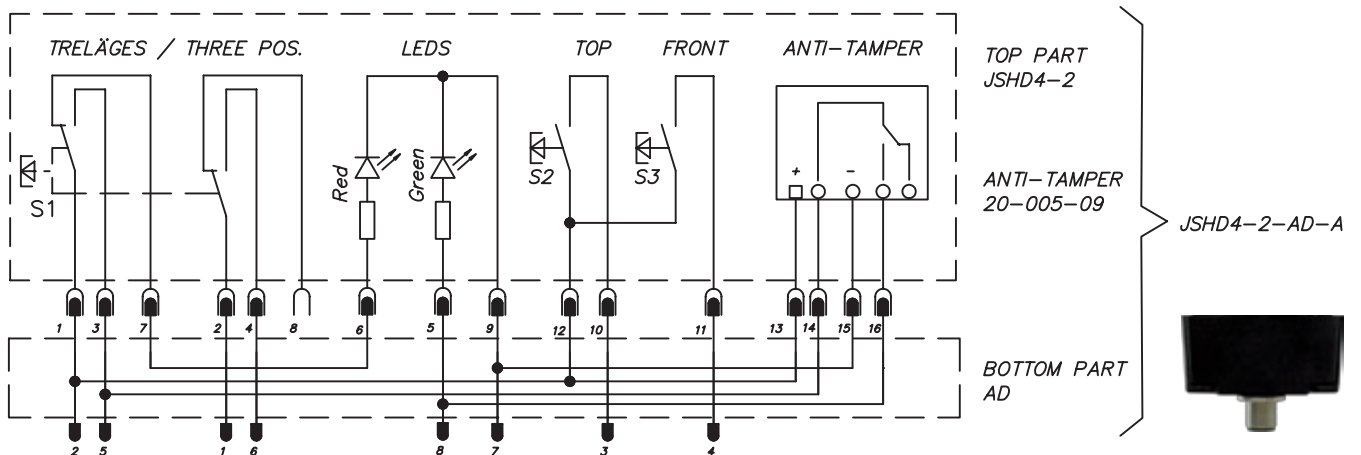 TRELÄGES / THREE POS.
LEDS
TOP
FRONT
ANTI-TAMPER
TOP PART
JSHD4-2
S1
Red
Green
S2
S3
+
-
ANTI-TAMPER
20-005-09
JSHD4-2-AD-A
1 3 7 2 4 8 6 5 9 12 10 11 13 14 15 16
BOTTOM PART
AD
2 5 1 6 8 7 3 4